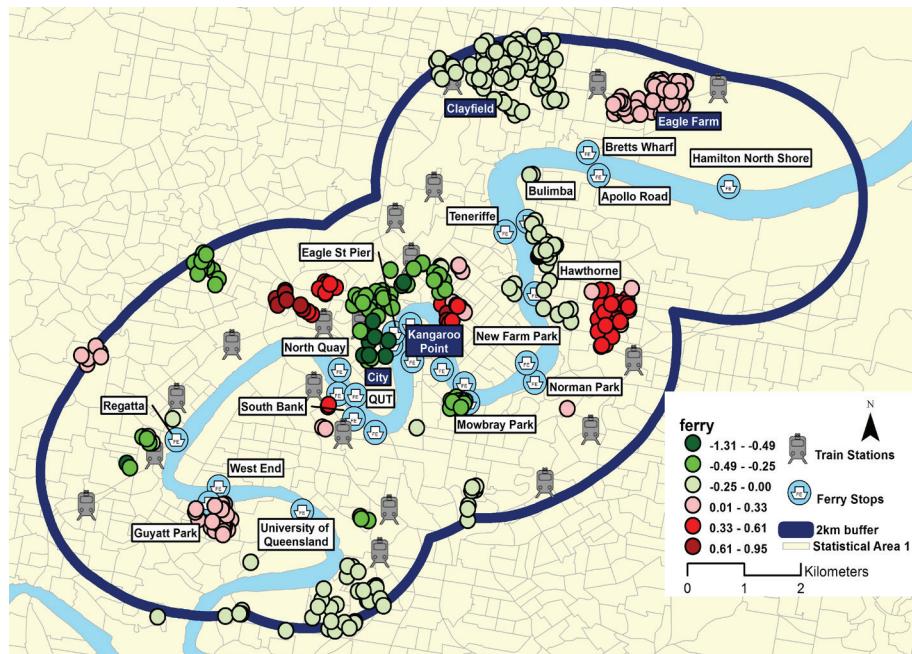 Clayfield
Eagle Farm
Bretts Wharf
Hamilton North Shore
Bulimba
Apollo Road
Teneriffe
Eagle St Pier
Hawthorne
Kangaroo
Point
New Farm Park
North Quay
City
Norman Park
QUT
South Bank
Regatta
Mowbray Park
West End
Guyatt Park
University of
Queensland
ferry
-1.31 - -0.49
-0.49 - -0.25
-0.25 - 0.00
0.01 - 0.33
0.33 - 0.61
0.61 - 0.95
N
Train Stations
FE
Ferry Stops
2km buffer
Statistical Area 1
0 1 2
Kilometers